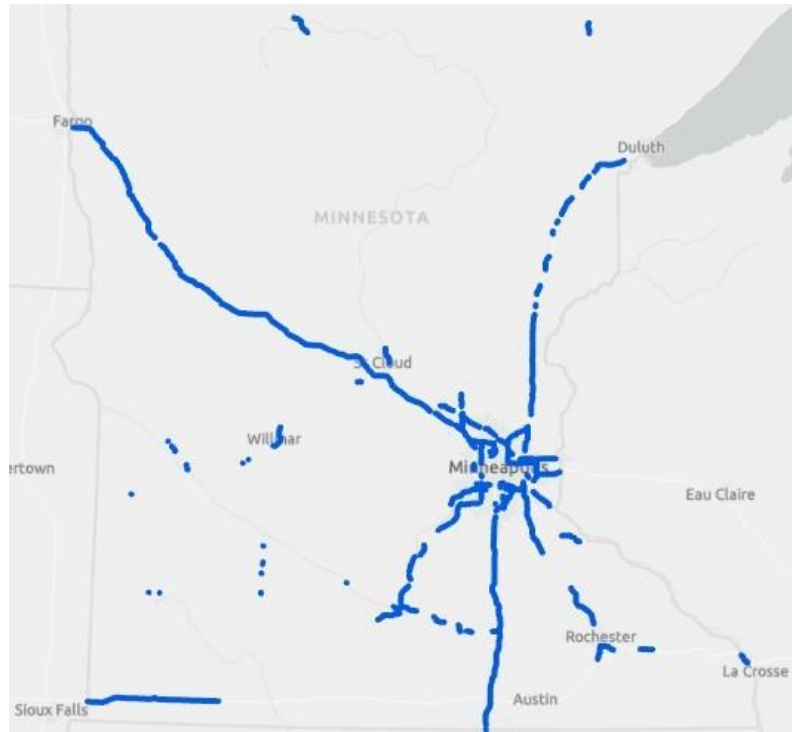 Fargo
Duluth
MINNESOTA
St Cloud
Willmar
ertown
Minneapolis
Eau Claire
Rochester
La Crosse
Austin
Sioux Falls